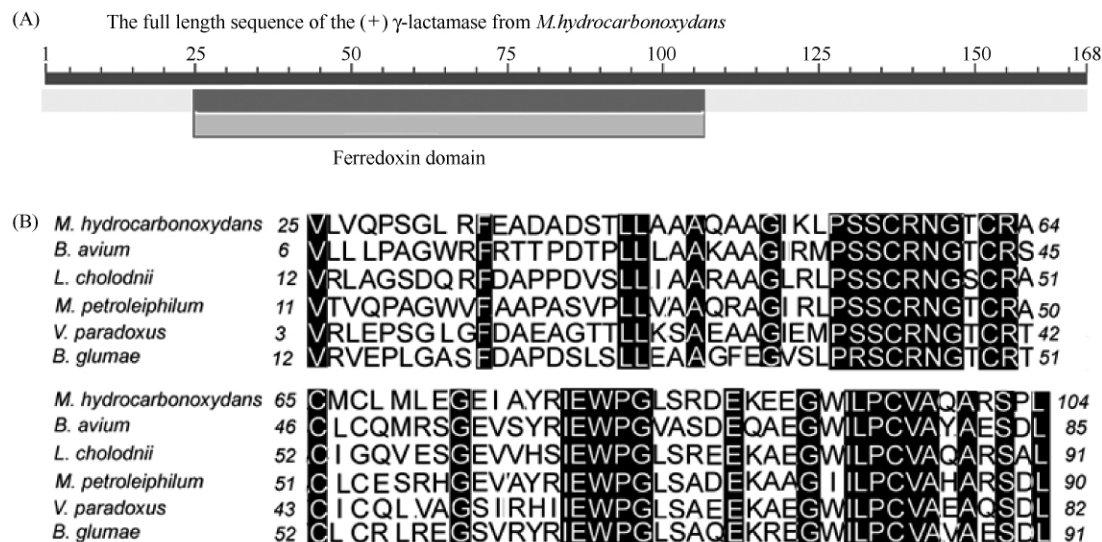 (A) The full length sequence of the (+) γ-lactamase from M.hydrocarbonoxydans
1 25 50 75 100 125 150 168
Ferredoxin domain
(B) M. hydrocarbonoxydans 25 VLVQPSGLRFEADADSTLLAAAQAAGIKLPSSCRNGTCRA 64
B. avium 6 VLLLPAGWRFRTTPDTPLLLAAKAAGIRMPSSCRNGTCRS 45
L. cholodnii 12 VRLAGSDQRFDAPPDVSLLIAARAAGLRLPSSCRNGSCRA 51
M. petroleiphilum 11 VTVQPAGWVFAAPASVPLLVAAQRAGIRLPSSCRNGTCRA 50
V. paradoxus 3 VRLEPSGLGFDAEAGTTLLKSAEAAGIEMPSSCRNGTCRT 42
B. glumae 12 VRVEPLGASFDAPDSLSLLEAAGFEGVSLPRSCRNGTCRT 51
M. hydrocarbonoxydans 65 CMCLMLEGEIAYRIEWPGLSRDEKEEGWILPCVAQARSPL 104
B. avium 46 CLCQMRSGEVSYRIEWPGVASDEQAEGWILPCVAYAESDL 85
L. cholodnii 52 CIGQVESGEVVHSIEWPGLSREEKAEGWILPCVAQARSAL 91
M. petroleiphilum 51 CLCESRHGEVAYRIEWPGLSADEKAAGIILPCVAHARSDL 90
V. paradoxus 43 CICQLVAGSIRHIIEWPGLSAEEKAEGWILPCVAEAQSDL 82
B. glumae 52 CLCRLREGSVRYRIEWPGLSAQEKREGWILPCVAVAESDL 91